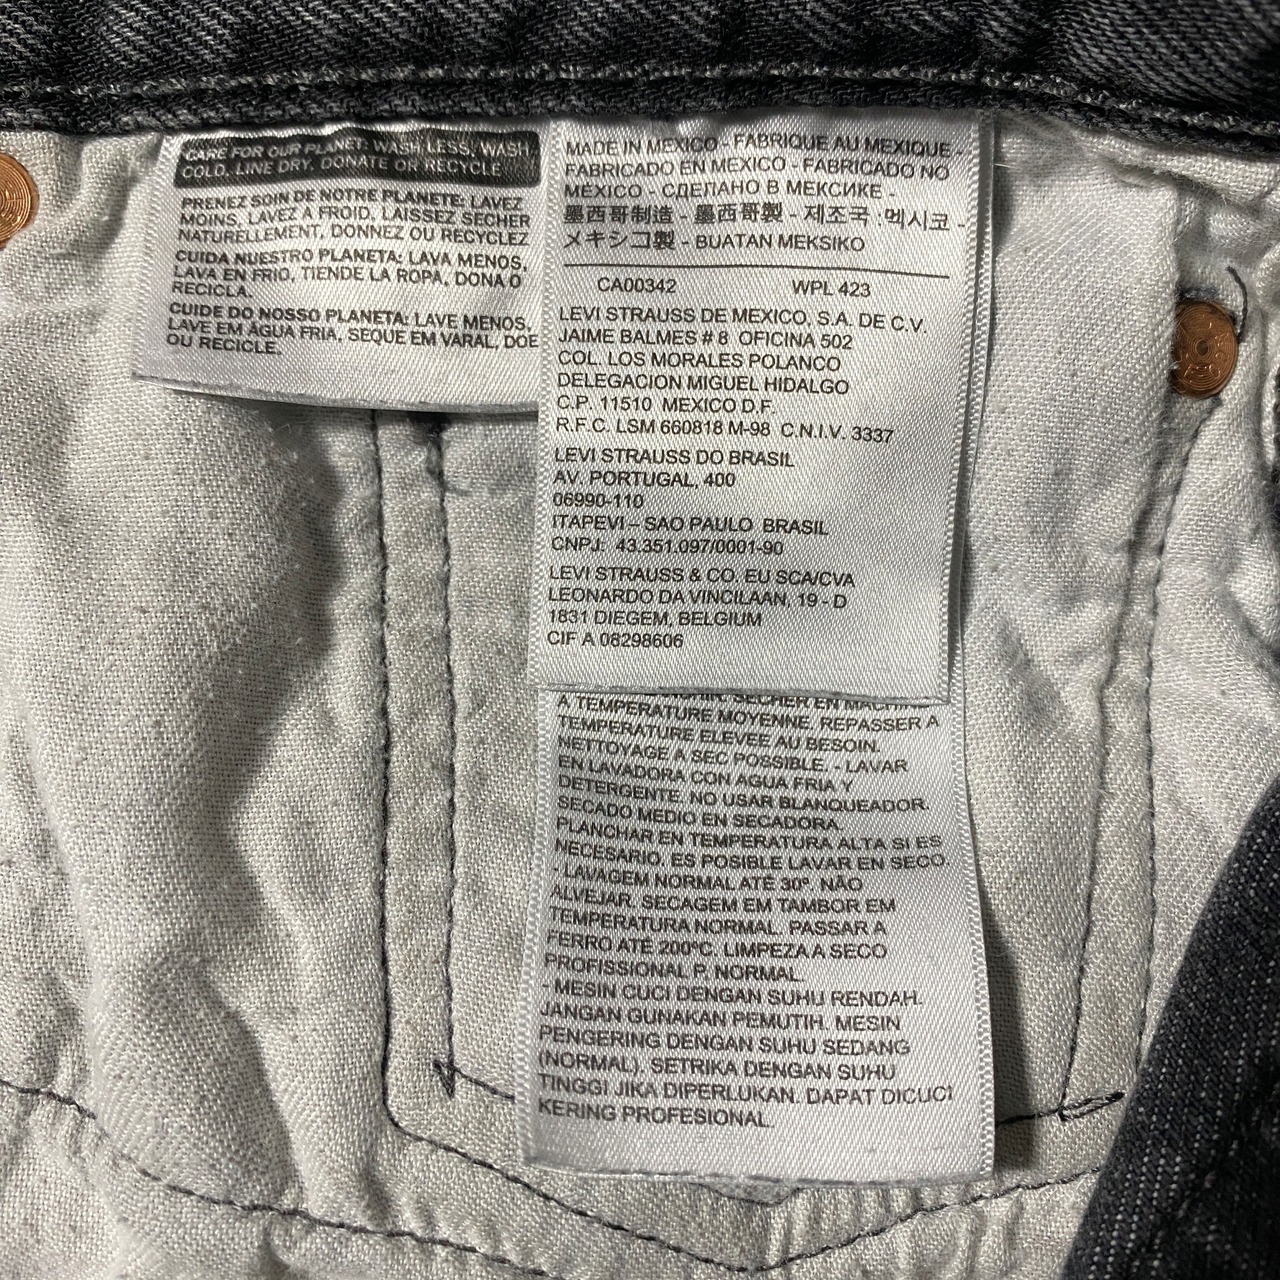 CARE FOR OUR PLANET: WASH LESS, WASH
COLD, LINE DRY, DONATE OR RECYCLE
PRENEZ SOIN DE NOTRE PLANETE: LAVEZ
MOINS, LAVEZ À FROID, LAISSEZ SECHER
NATURELLEMENT, DONNEZ OU RECYCLEZ
CUIDA NUESTRO PLANETA: LAVA MENOS,
LAVA EN FRIO, TIENDE LA ROPA, DONA O
RECICLA.
CUIDE DO NOSSO PLANETA: LAVE MENOS,
LAVE EM ÁGUA FRIA, SEQUE EM VARAL, DOE
OU RECICLE.
MADE IN MEXICO - FABRIQUE AU MEXIQUE -
FABRICADO EN MEXICO - FABRICADO NO
MÉXICO - СДЕЛАНО В МЕКСИКЕ -
墨西哥制造 - 墨西哥製 - 제조국 :멕시코 -
メキシコ製 - BUATAN MEKSIKO
CA00342 WPL 423
LEVI STRAUSS DE MEXICO, S.A. DE C.V.
JAIME BALMES # 8 OFICINA 502
COL. LOS MORALES POLANCO
DELEGACION MIGUEL HIDALGO
C.P. 11510 MEXICO D.F.
R.F.C. LSM 660818 M-98 C.N.I.V. 3337
LEVI STRAUSS DO BRASIL
AV. PORTUGAL, 400
06990-110
ITAPEVI – SAO PAULO BRASIL
CNPJ: 43.351.097/0001-90
LEVI STRAUSS & CO. EU SCA/CVA
LEONARDO DA VINCILAAN, 19 - D
1831 DIEGEM, BELGIUM
CIF A 08298606
SECHER EN MACHINE
A TEMPERATURE MOYENNE. REPASSER A
TEMPERATURE ELEVEE AU BESOIN.
NETTOYAGE A SEC POSSIBLE. - LAVAR
EN LAVADORA CON AGUA FRIA Y
DETERGENTE. NO USAR BLANQUEADOR.
SECADO MEDIO EN SECADORA.
PLANCHAR EN TEMPERATURA ALTA SI ES
NECESARIO. ES POSIBLE LAVAR EN SECO.
- LAVAGEM NORMAL ATÉ 30º. NÃO
ALVEJAR. SECAGEM EM TAMBOR EM
TEMPERATURA NORMAL. PASSAR A
FERRO ATÉ 200ºC. LIMPEZA A SECO
PROFISSIONAL P, NORMAL.
- MESIN CUCI DENGAN SUHU RENDAH.
JANGAN GUNAKAN PEMUTIH. MESIN
PENGERING DENGAN SUHU SEDANG
(NORMAL). SETRIKA DENGAN SUHU
TINGGI JIKA DIPERLUKAN. DAPAT DICUCI
KERING PROFESIONAL.